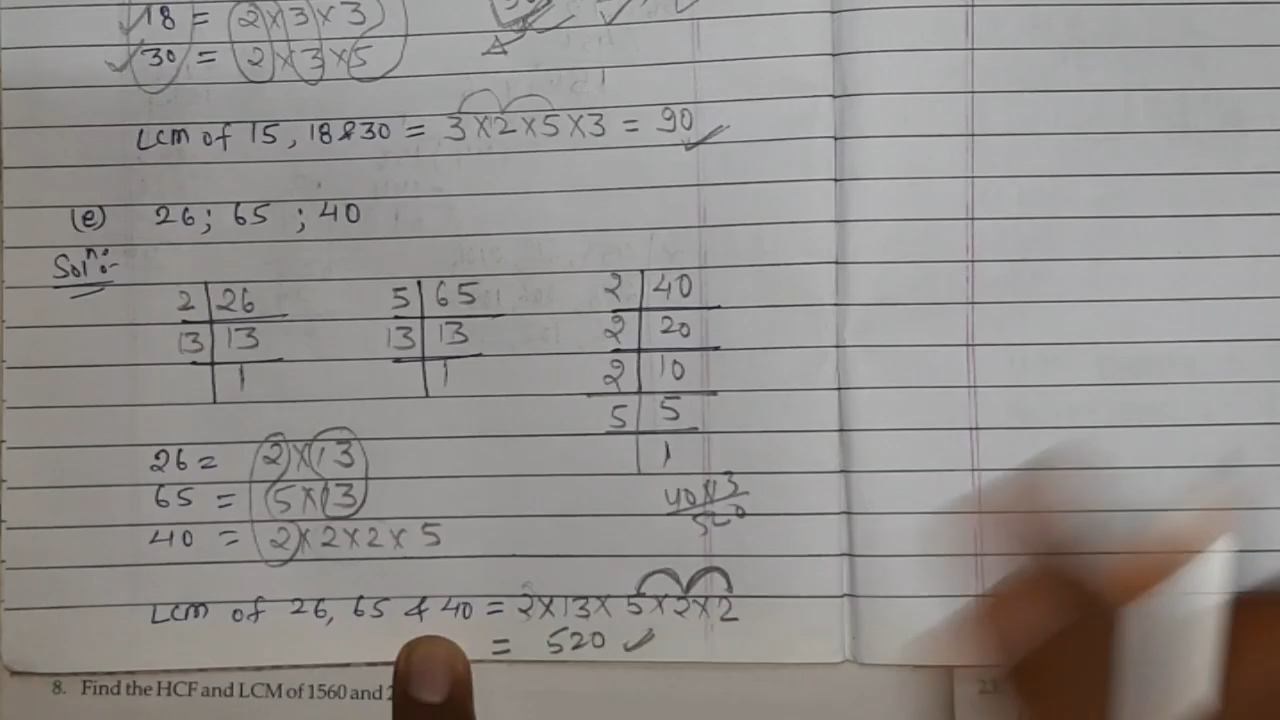 18 = 2×3×3
30 = 2×3×5
LCM of 15, 18 & 30 = 3×2×5×3 = 90
(e) 26; 65; 40
Solⁿ:-
2 | 26    5 | 65    2 | 40
13 | 13    13 | 13    2 | 20
1    1    2 | 10
5 | 5
1
26 = 2×13
65 = 5×13
40 = 2×2×2×5
40×13
520
LCM of 26, 65 & 40 = 2×13×5×2×2
= 520
8. Find the HCF and LCM of 1560 and